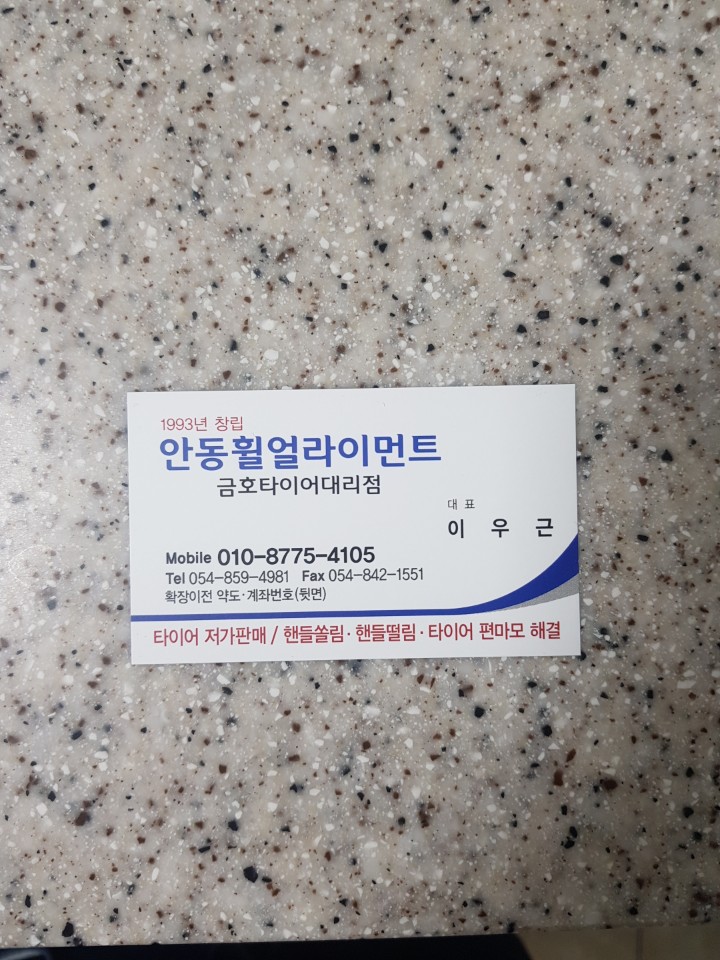 1993년 창립
안동휠얼라이먼트
금호타이어대리점
대 표
이 우 근
Mobile 010-8775-4105
Tel 054-859-4981 Fax 054-842-1551
확장이전 약도·계좌번호(뒷면)
타이어 저가판매 / 핸들쏠림·핸들떨림·타이어 편마모 해결